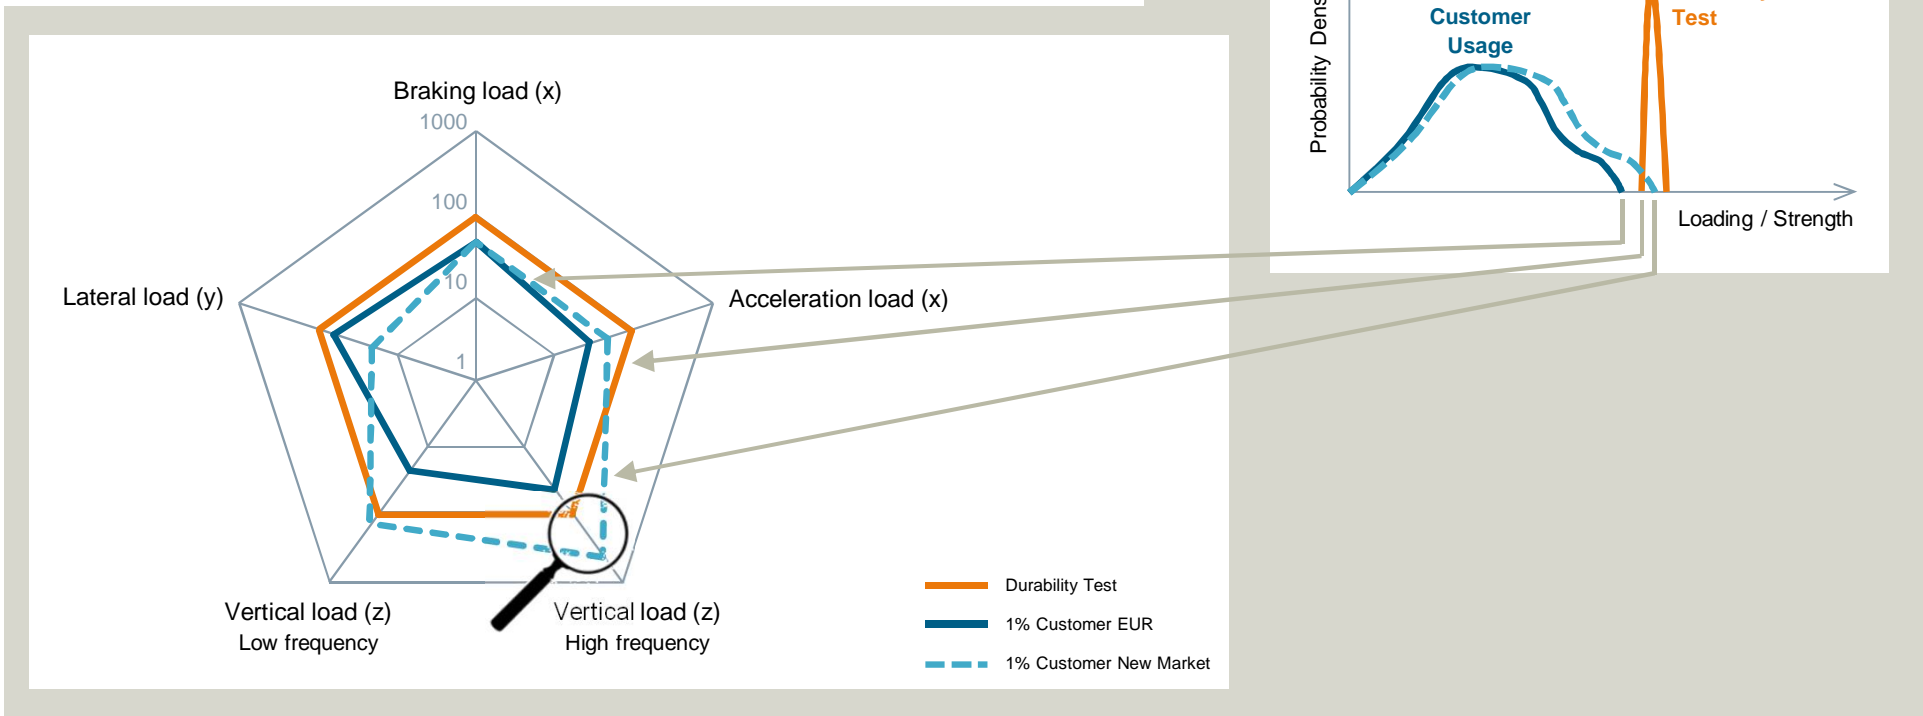 Braking load (x)
1000
100
10
1
Lateral load (y)
Acceleration load (x)
Vertical load (z)
Low frequency
Vertical load (z)
High frequency
Durability Test
1% Customer EUR
1% Customer New Market
Customer
Usage
Test
Probability
Loading / Strength